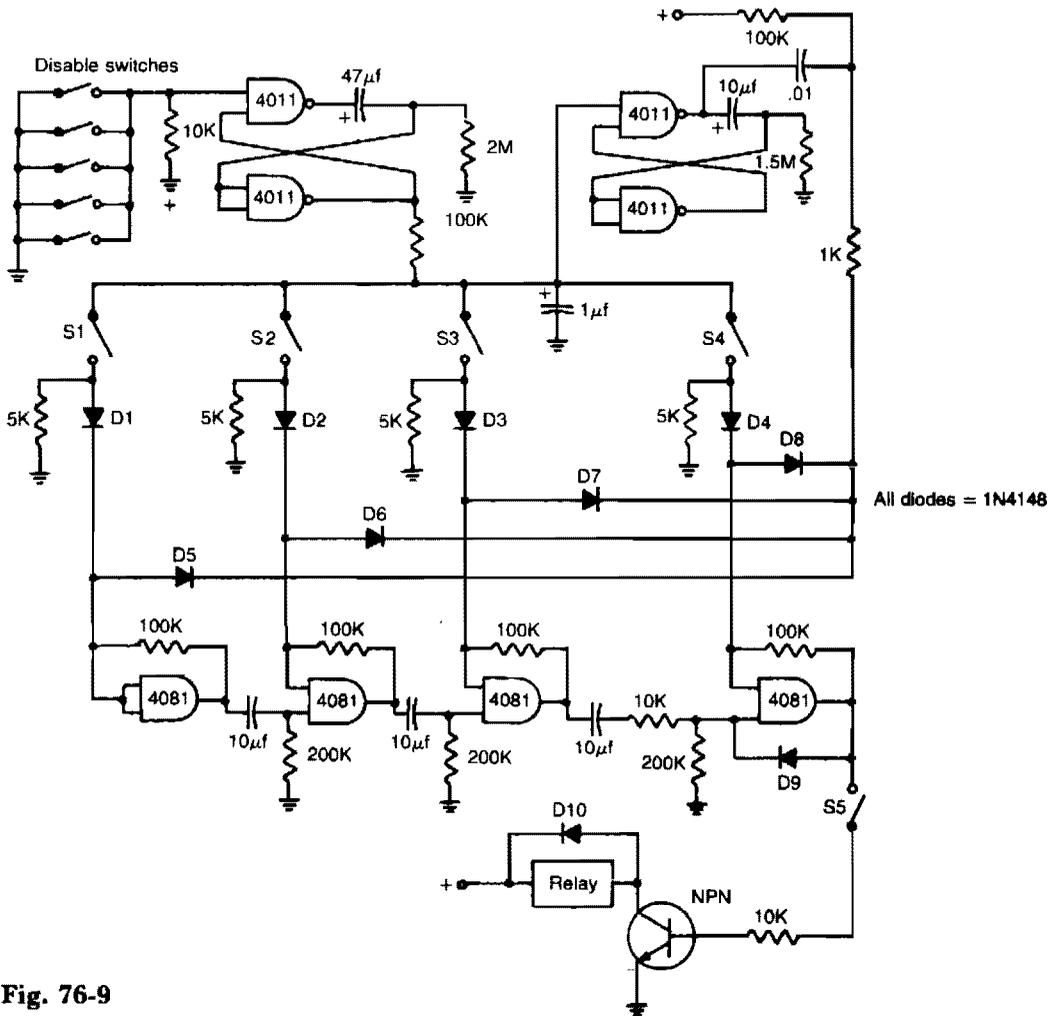 +
100K
Disable switches
47µf
10µf
.01
4011
4011
10K
+
+
2M
1.5M
4011
4011
+
100K
1K
+
1µf
S1
S2
S3
S4
5K
D1
5K
D2
5K
D3
5K
D4
D8
D7
All diodes = 1N4148
D6
D5
100K
100K
100K
100K
4081
4081
4081
4081
10K
10µf
200K
10µf
200K
10µf
200K
D9
S5
D10
+
Relay
NPN
10K
Fig. 76-9